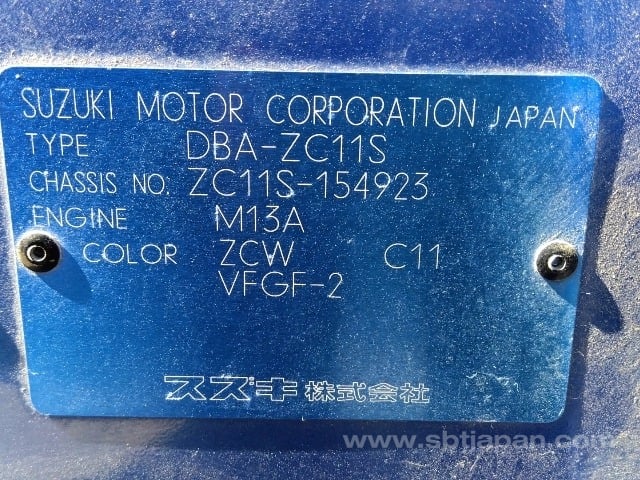 SUZUKI MOTOR CORPORATION JAPAN
TYPE DBA-ZC11S
CHASSIS NO. ZC11S-154923
ENGINE M13A
COLOR ZCW C11
VFGF-2
スズキ株式会社
www.sbtjapan.com